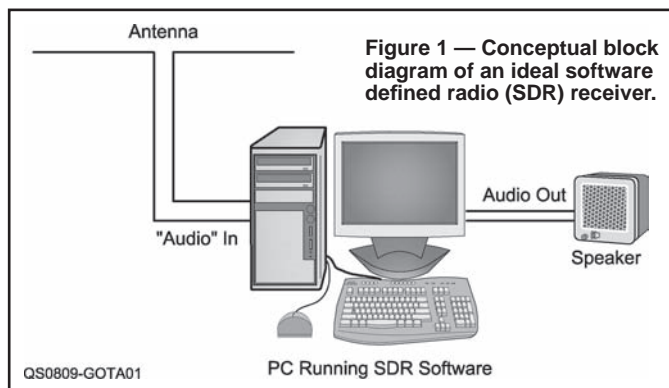 Antenna
Figure 1 — Conceptual block
diagram of an ideal software
defined radio (SDR) receiver.
Audio Out
"Audio" In
Speaker
QS0809-GOTA01
PC Running SDR Software